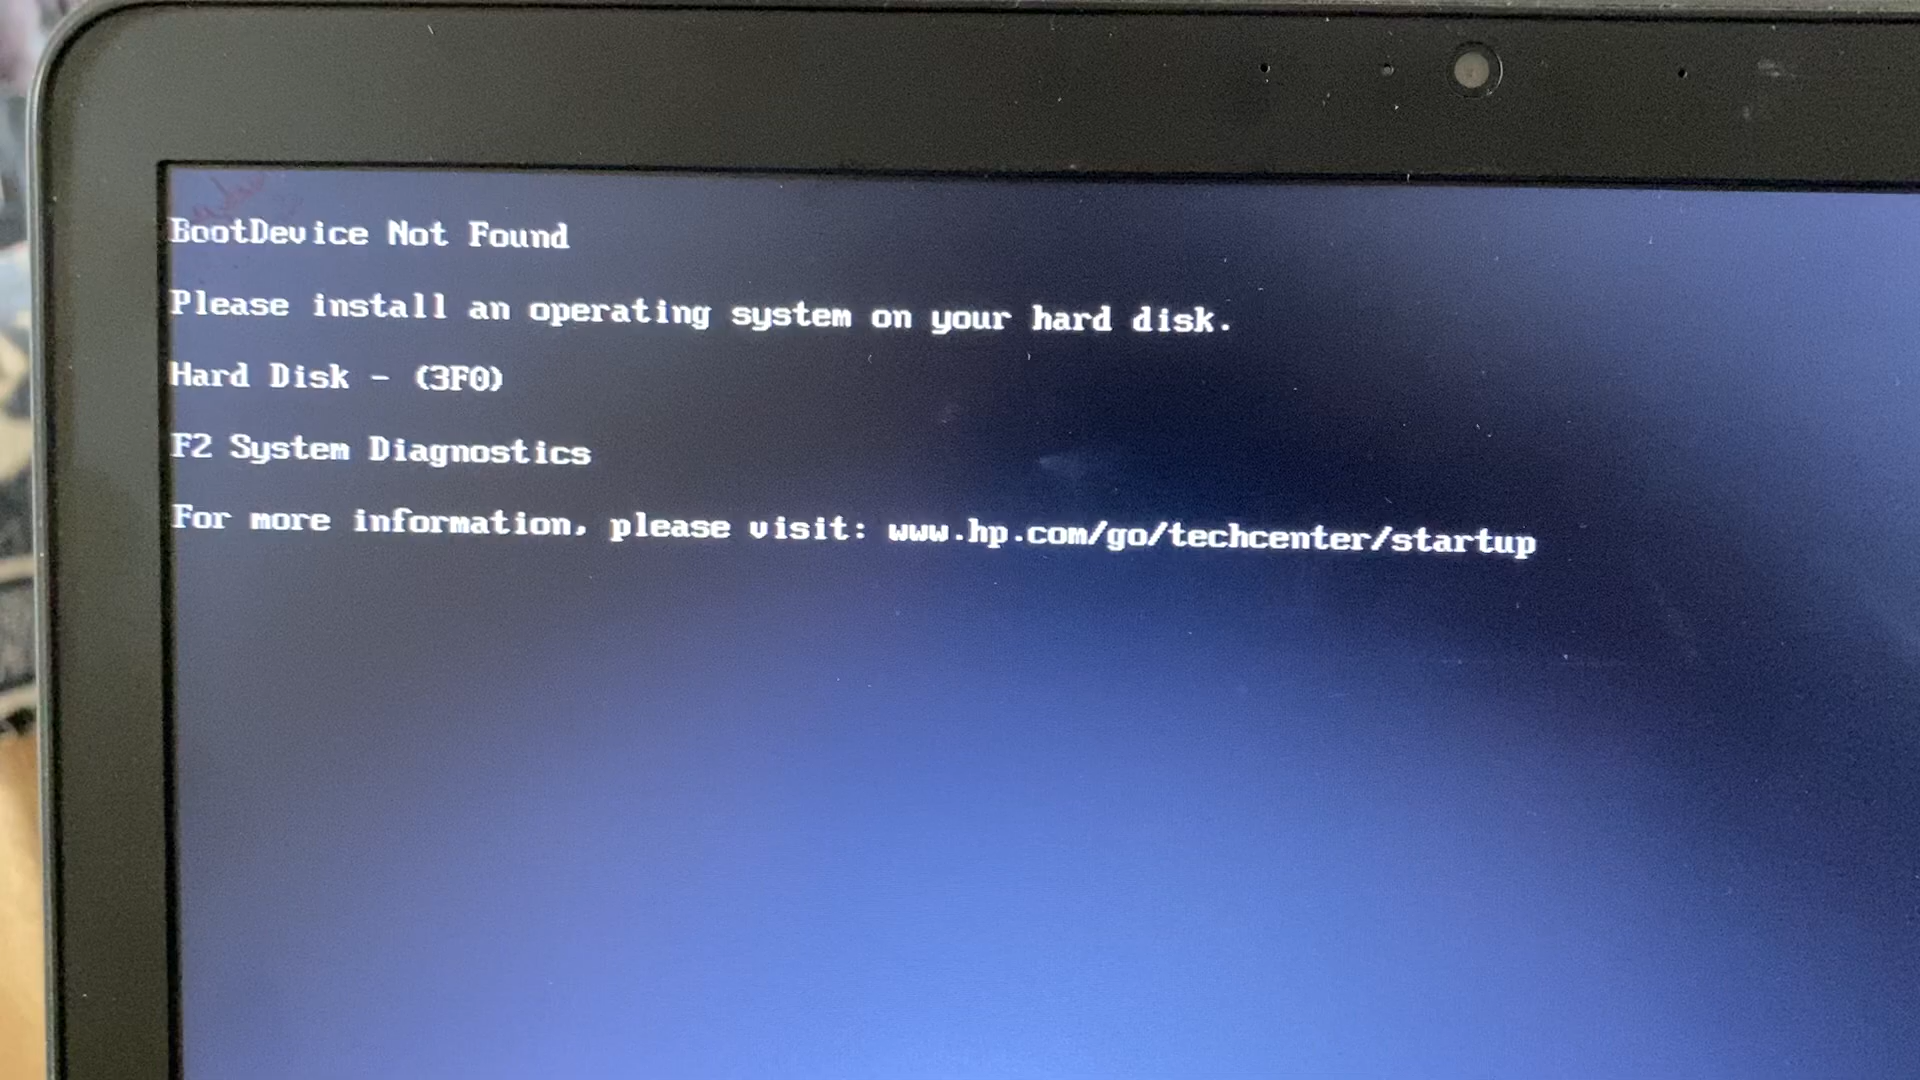 BootDevice Not Found
Please install an operating system on your hard disk.
Hard Disk - (3F0)
F2 System Diagnostics
For more information, please visit: www.hp.com/go/techcenter/startup